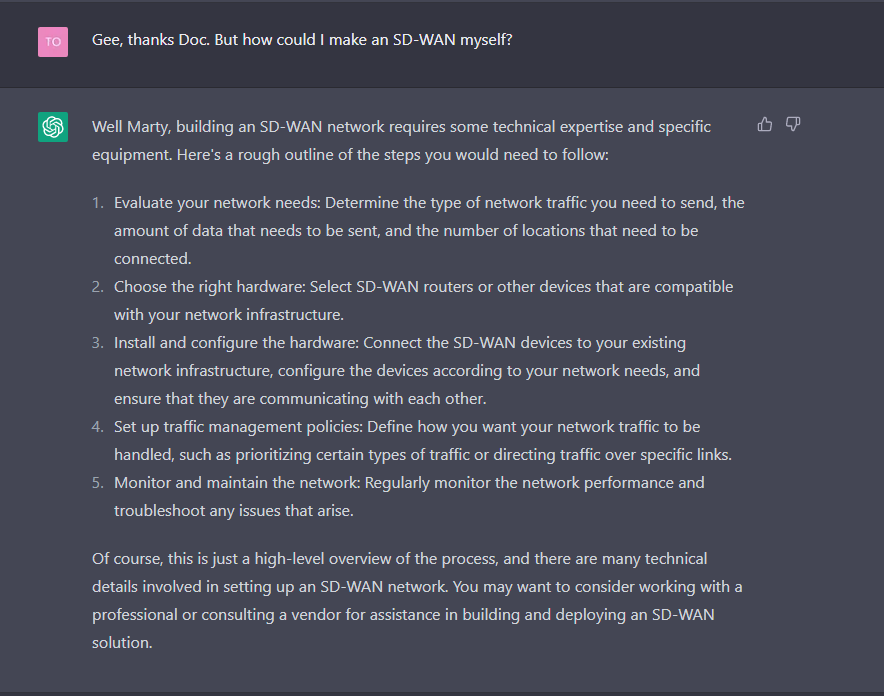 TO
Gee, thanks Doc. But how could I make an SD-WAN myself?
Well Marty, building an SD-WAN network requires some technical expertise and specific
equipment. Here's a rough outline of the steps you would need to follow:
1. Evaluate your network needs: Determine the type of network traffic you need to send, the
amount of data that needs to be sent, and the number of locations that need to be
connected.
2. Choose the right hardware: Select SD-WAN routers or other devices that are compatible
with your network infrastructure.
3. Install and configure the hardware: Connect the SD-WAN devices to your existing
network infrastructure, configure the devices according to your network needs, and
ensure that they are communicating with each other.
4. Set up traffic management policies: Define how you want your network traffic to be
handled, such as prioritizing certain types of traffic or directing traffic over specific links.
5. Monitor and maintain the network: Regularly monitor the network performance and
troubleshoot any issues that arise.
Of course, this is just a high-level overview of the process, and there are many technical
details involved in setting up an SD-WAN network. You may want to consider working with a
professional or consulting a vendor for assistance in building and deploying an SD-WAN
solution.